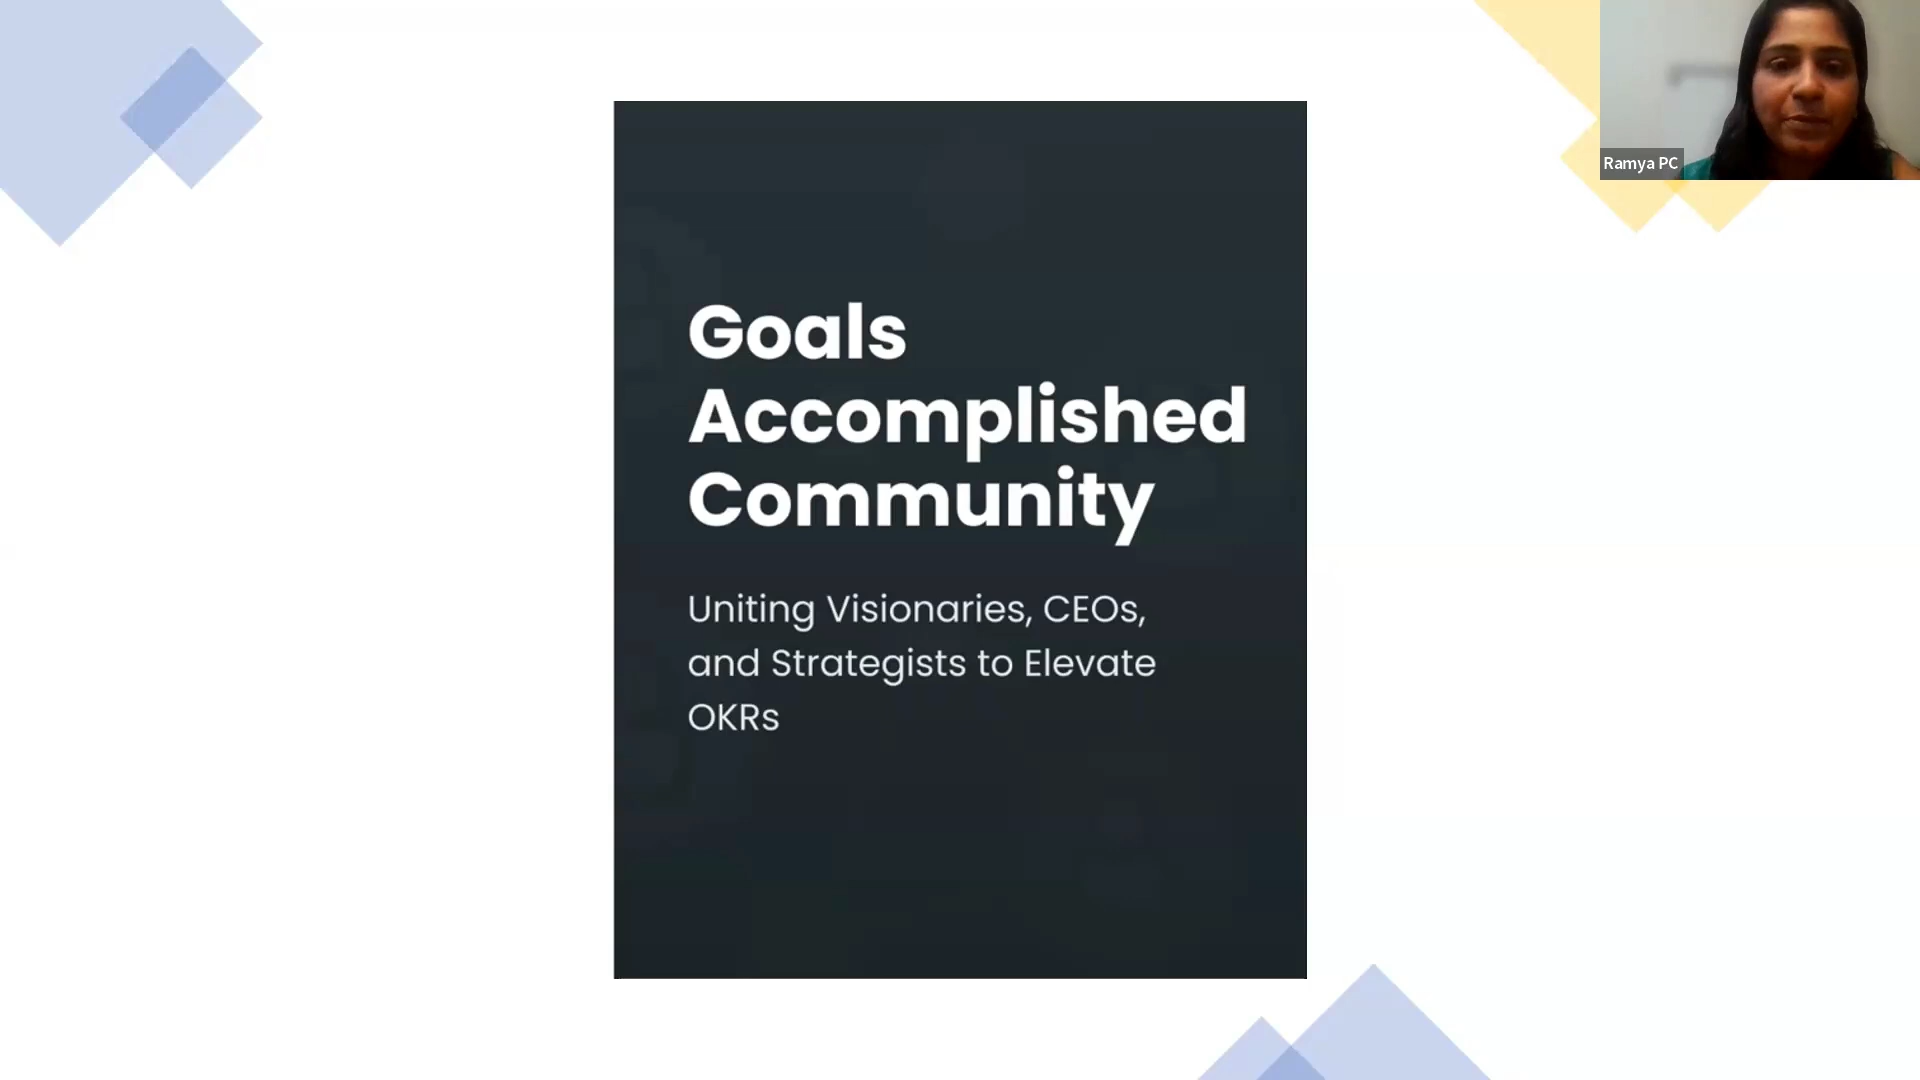 Ramya PC
Goals
Accomplished
Community
Uniting Visionaries, CEOs,
and Strategists to Elevate
OKRs